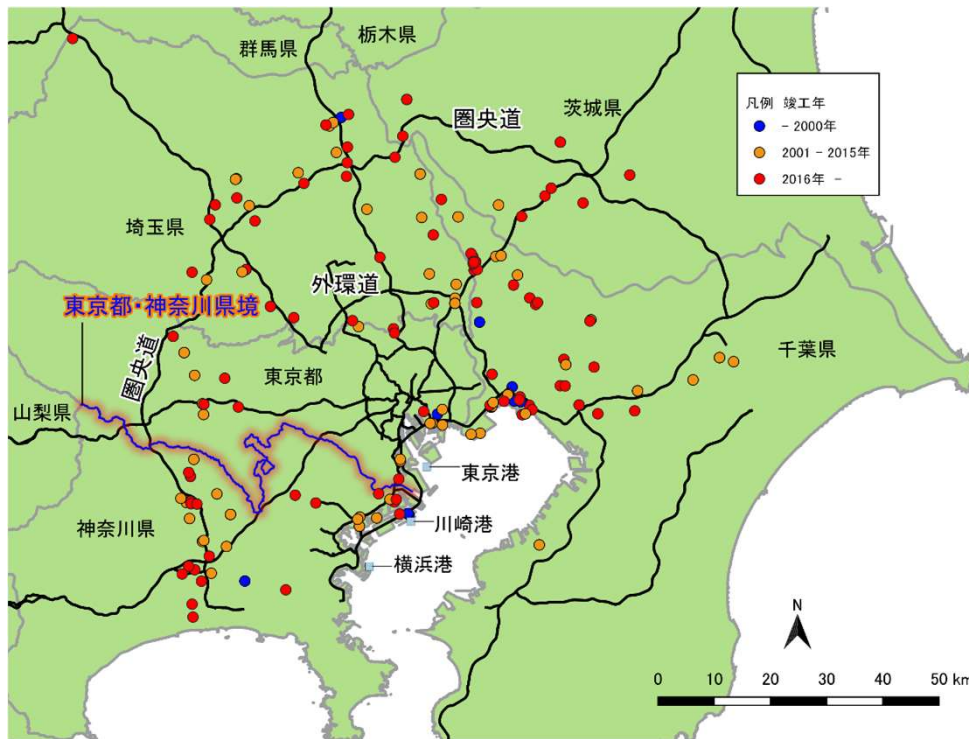 群馬県
栃木県
圏央道
茨城県
凡例 竣工年
- 2000年
2001 - 2015年
2016年 -
埼玉県
外環道
東京都・神奈川県境
圏央道
東京都
千葉県
山梨県
東京港
神奈川県
川崎港
横浜港
N
0 10 20 30 40 50 km